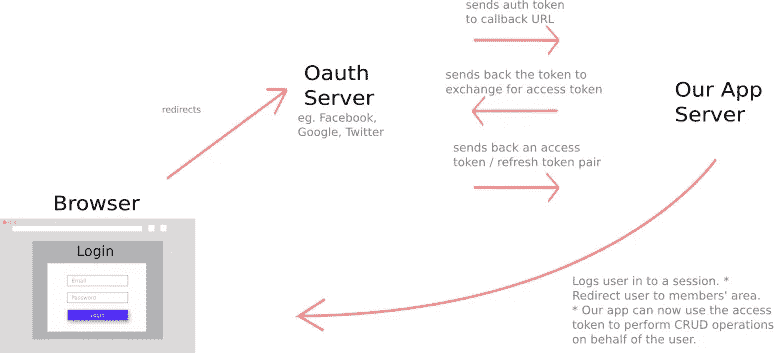 sends auth token
to callback URL
Oauth
Server
eg. Facebook,
Google, Twitter
sends back the token to
exchange for access token
Our App
Server
redirects
sends back an access
token / refresh token pair
Browser
Login
Email
Password
Login
Logs user in to a session. *
Redirect user to members' area.
* Our app can now use the access
token to perform CRUD operations
on behalf of the user.